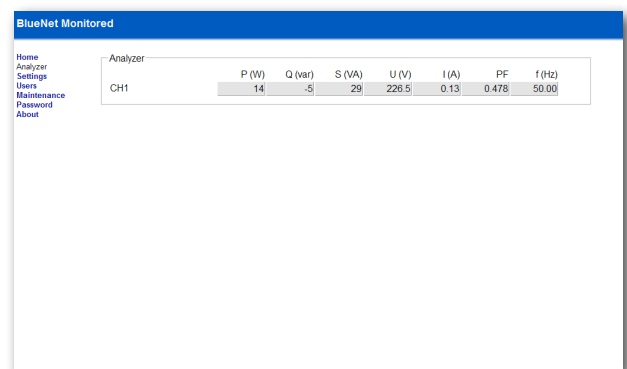 BlueNet Monitored
Home
Analyzer
Settings
Users
Maintenance
Password
About
Analyzer
P (W) Q (var) S (VA) U (V) I (A) PF f (Hz)
CH1 14 -5 29 226.5 0.13 0.478 50.00